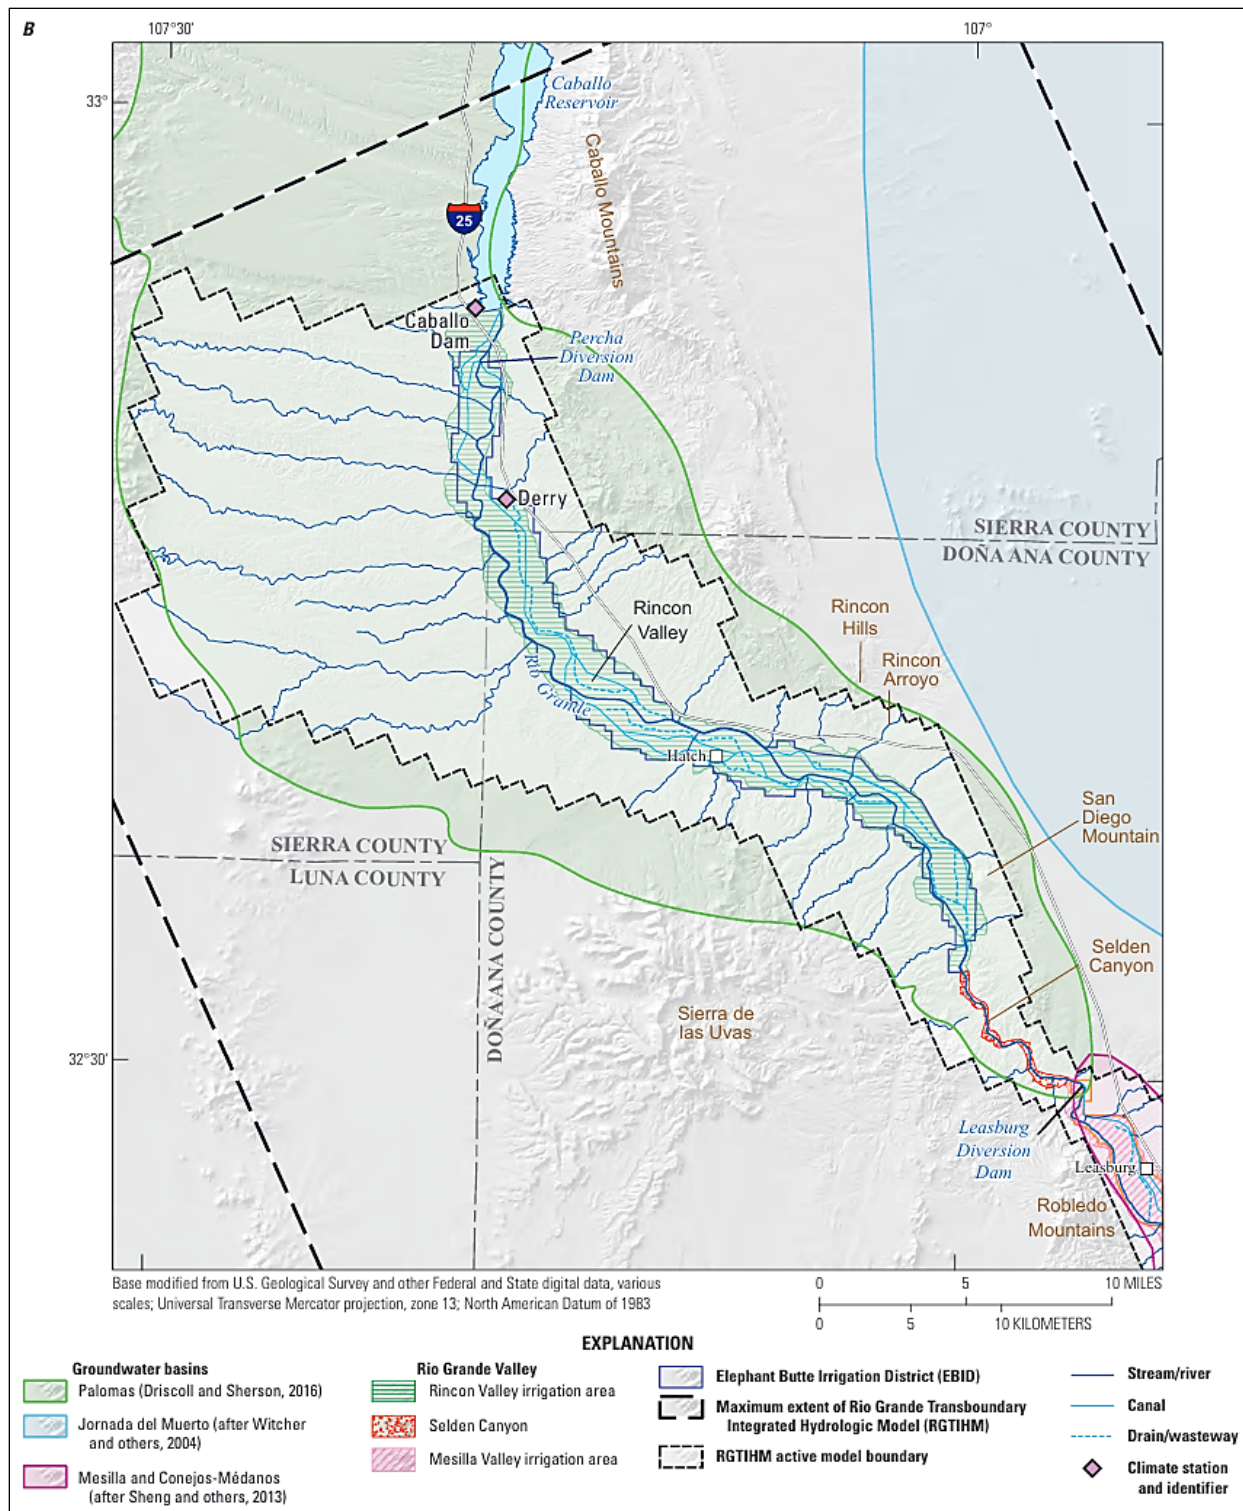 B
107°30'
107°
33°
Caballo
Reservoir
Caballo Mountains
25
Caballo
Dam
Percha
Diversion
Dam
Derry
SIERRA COUNTY
DOÑA ANA COUNTY
Rincon
Valley
Rincon
Hills
Rincon
Arroyo
Rio Grande
Hatch
San
Diego
Mountain
SIERRA COUNTY
LUNA COUNTY
DOÑA ANA COUNTY
Selden
Canyon
Sierra de
las Uvas
32°30'
Leasburg
Diversion
Dam
Leasburg
Robledo
Mountains
Base modified from U.S. Geological Survey and other Federal and State digital data, various
scales; Universal Transverse Mercator projection, zone 13; North American Datum of 1983
0 5 10 MILES
0 5 10 KILOMETERS
EXPLANATION
Groundwater basins
Palomas (Driscoll and Sherson, 2016)
Jornada del Muerto (after Witcher
and others, 2004)
Mesilla and Conejos-Médanos
(after Sheng and others, 2013)
Rio Grande Valley
Rincon Valley irrigation area
Selden Canyon
Mesilla Valley irrigation area
Elephant Butte Irrigation District (EBID)
Maximum extent of Rio Grande Transboundary
Integrated Hydrologic Model (RGTIHM)
RGTIHM active model boundary
Stream/river
Canal
Drain/wasteway
Climate station
and identifier